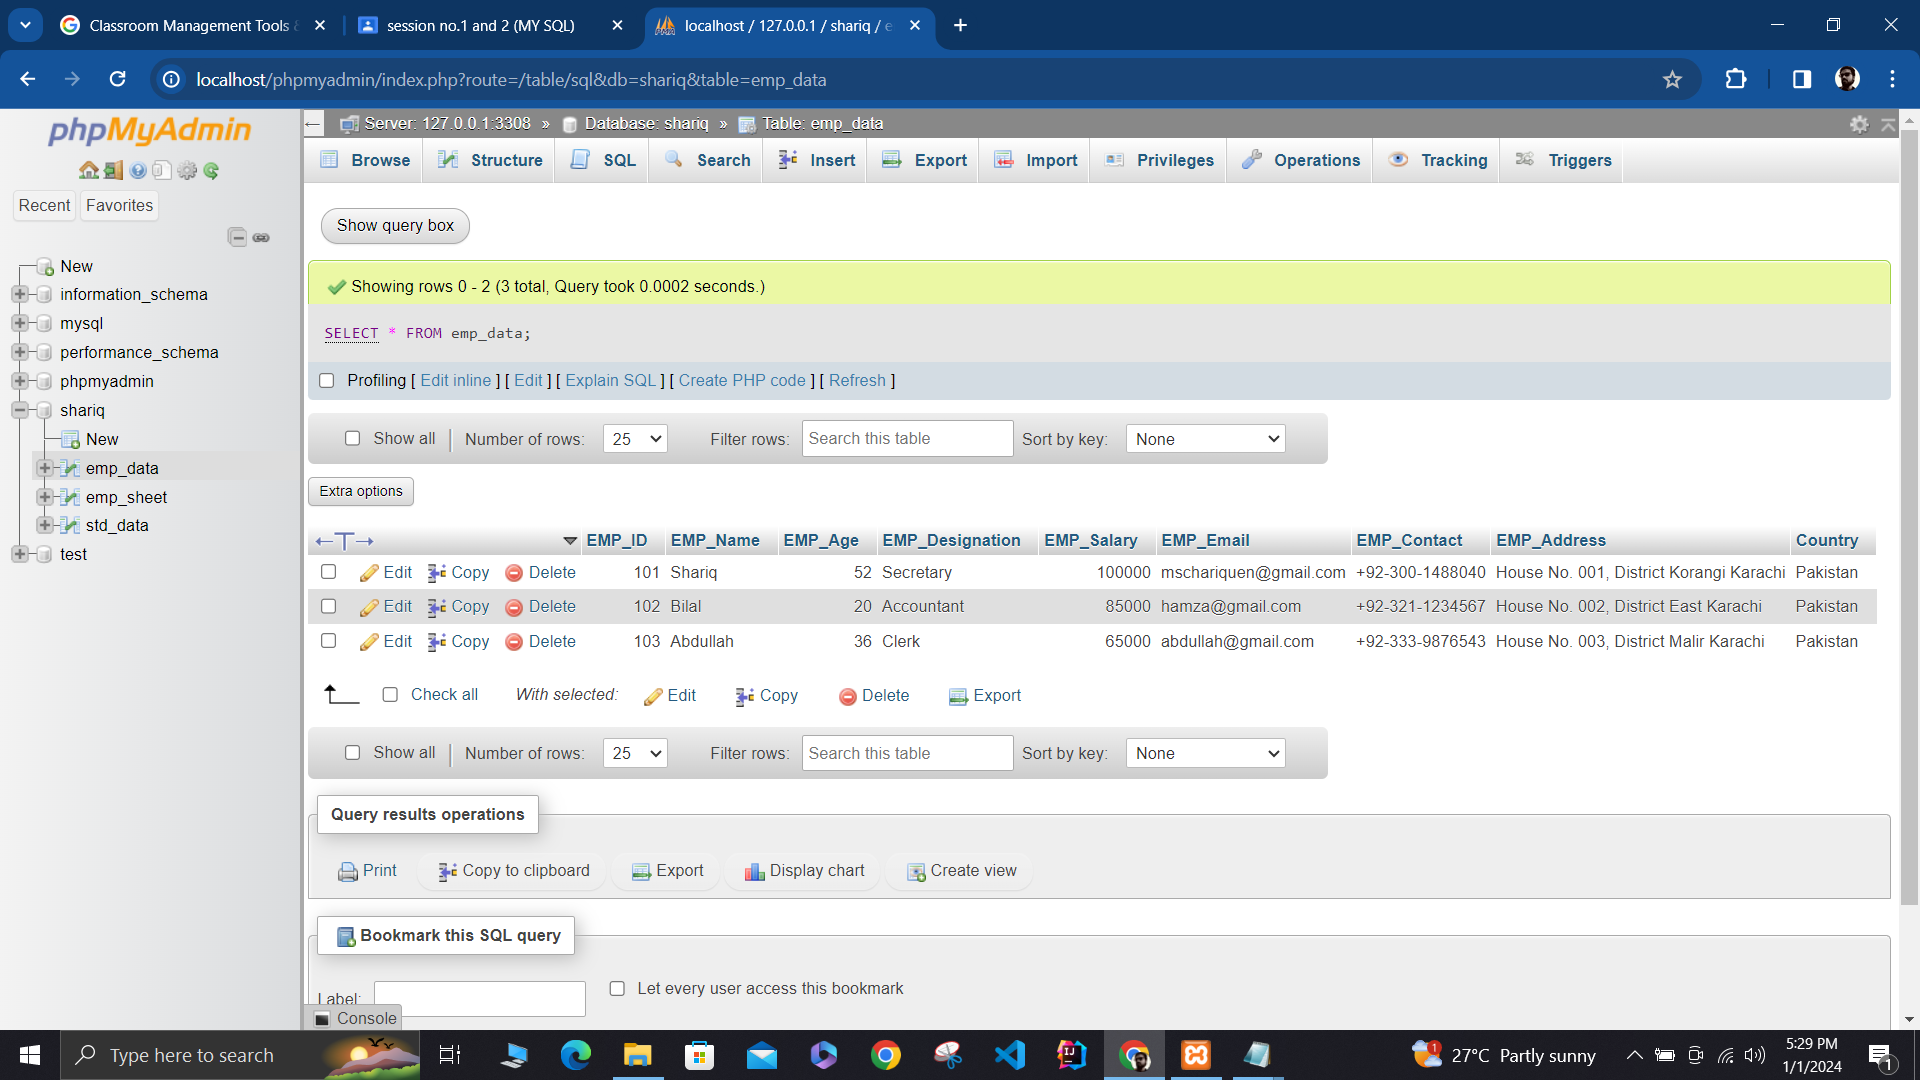 Classroom Management Tools &
session no.1 and 2 (MY SQL)
localhost / 127.0.0.1 / shariq / e
localhost/phpmyadmin/index.php?route=/table/sql&db=shariq&table=emp_data
phpMyAdmin
Recent
Favorites
New
information_schema
mysql
performance_schema
phpmyadmin
shariq
New
emp_data
emp_sheet
std_data
test
Server: 127.0.0.1:3308 » Database: shariq » Table: emp_data
Browse Structure SQL Search Insert Export Import Privileges Operations Tracking Triggers
Show query box
Showing rows 0 - 2 (3 total, Query took 0.0002 seconds.)
SELECT * FROM emp_data;
Profiling [ Edit inline ] [ Edit ] [ Explain SQL ] [ Create PHP code ] [ Refresh ]
Show all | Number of rows: 25 Filter rows: Search this table Sort by key: None
Extra options
←T→ EMP_ID EMP_Name EMP_Age EMP_Designation EMP_Salary EMP_Email EMP_Contact EMP_Address Country
Edit Copy Delete 101 Shariq 52 Secretary 100000 mschariquen@gmail.com +92-300-1488040 House No. 001, District Korangi Karachi Pakistan
Edit Copy Delete 102 Bilal 20 Accountant 85000 hamza@gmail.com +92-321-1234567 House No. 002, District East Karachi Pakistan
Edit Copy Delete 103 Abdullah 36 Clerk 65000 abdullah@gmail.com +92-333-9876543 House No. 003, District Malir Karachi Pakistan
Check all With selected: Edit Copy Delete Export
Show all | Number of rows: 25 Filter rows: Search this table Sort by key: None
Query results operations
Print Copy to clipboard Export Display chart Create view
Bookmark this SQL query
Label: Let every user access this bookmark
Console
Type here to search
27°C Partly sunny
5:29 PM
1/1/2024
1